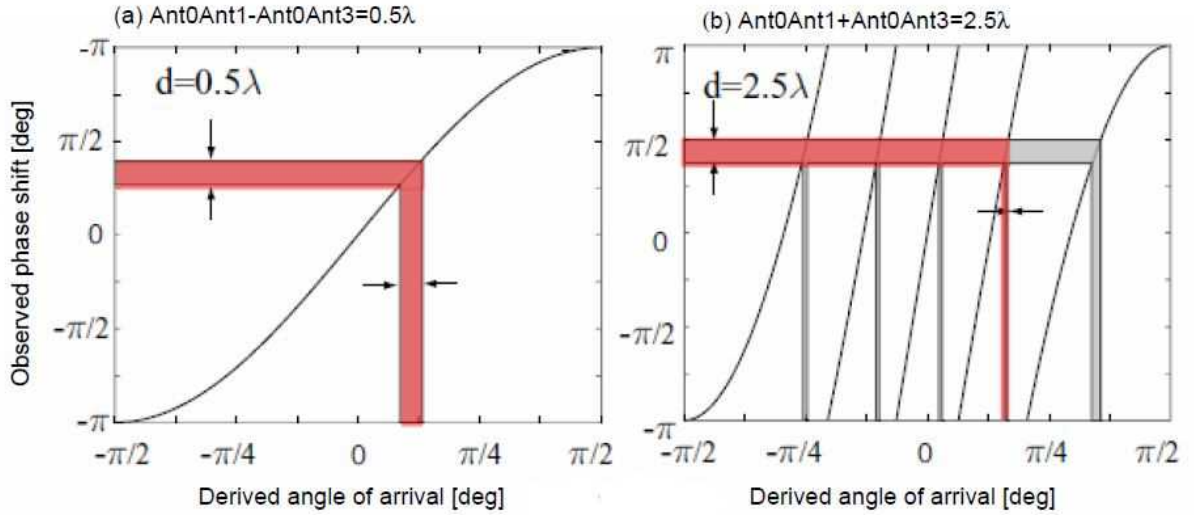 (a) Ant0Ant1-Ant0Ant3=0.5λ
(b) Ant0Ant1+Ant0Ant3=2.5λ
Observed phase shift [deg]
-π
d=0.5λ
π/2
0
-π/2
-π
-π/2
-π/4
0
π/4
π/2
Derived angle of arrival [deg]
π
d=2.5λ
π/2
0
-π/2
-π
-π/2
-π/4
0
π/4
π/2
Derived angle of arrival [deg]